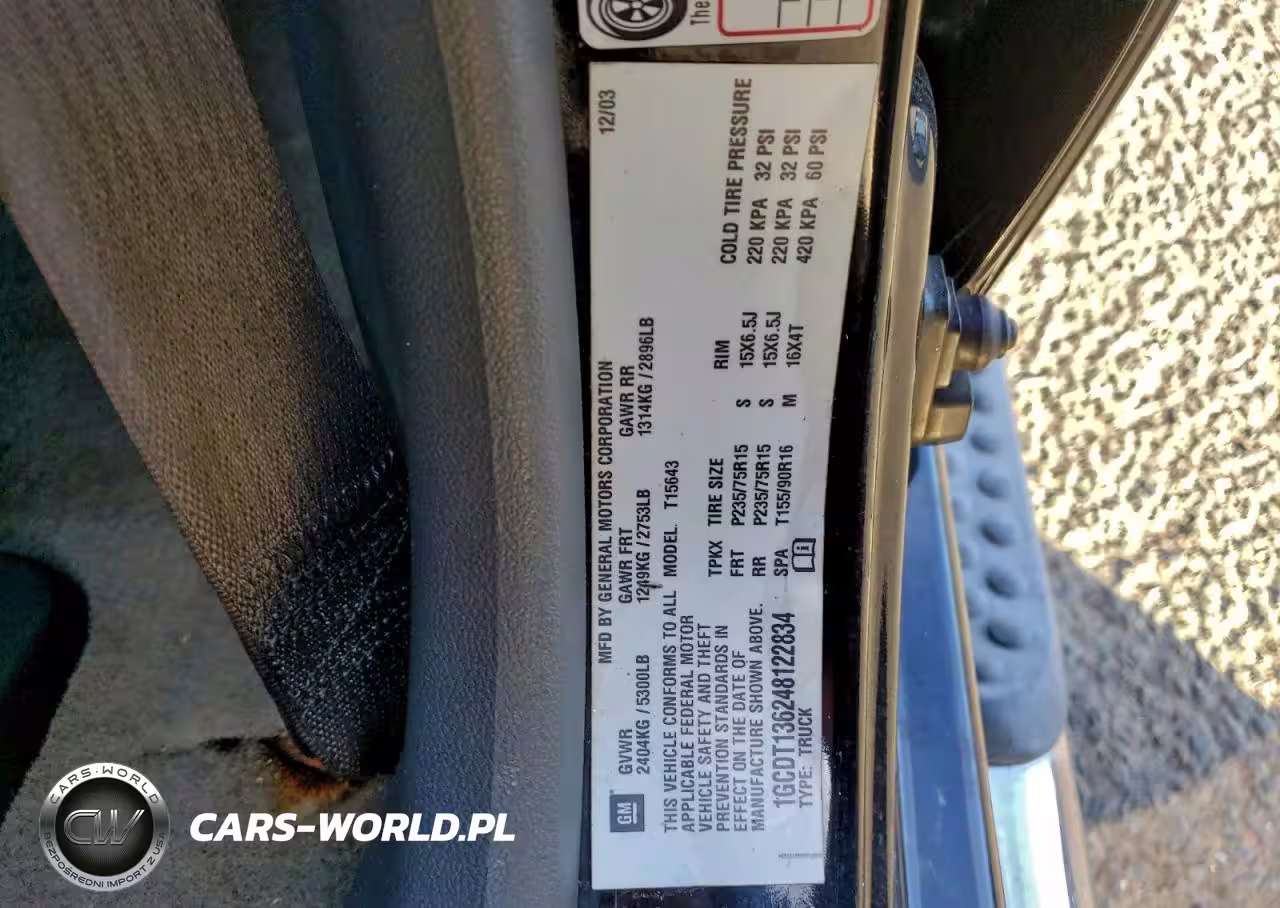 The
MFD BY GENERAL MOTORS CORPORATION 12/03
GVWR GAWR FRT GAWR RR
2404KG / 5300LB 1249KG / 2753LB 1314KG / 2896LB
GM
THIS VEHICLE CONFORMS TO ALL
APPLICABLE FEDERAL MOTOR
VEHICLE SAFETY AND THEFT
PREVENTION STANDARDS IN
EFFECT ON THE DATE OF
MANUFACTURE SHOWN ABOVE.
MODEL. T15643
TPKX TIRE SIZE RIM COLD TIRE PRESSURE
FRT P235/75R15 S 15X6.5J 220 KPA 32 PSI
RR P235/75R15 S 15X6.5J 220 KPA 32 PSI
SPA T155/90R16 M 16X4T 420 KPA 60 PSI
1GCDT136248122834
TYPE: TRUCK
CARS-WORLD
CW
BEZPOŚREDNI IMPORT Z USA
CARS-WORLD.PL